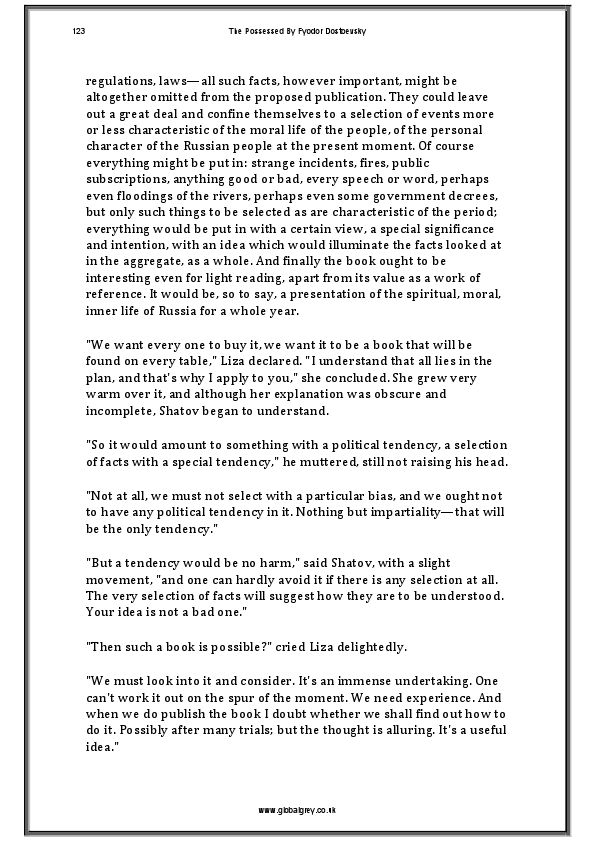 123
The Possessed By Fyodor Dostoevsky
regulations, laws—all such facts, however important, might be
altogether omitted from the proposed publication. They could leave
out a great deal and confine themselves to a selection of events more
or less characteristic of the moral life of the people, of the personal
character of the Russian people at the present moment. Of course
everything might be put in: strange incidents, fires, public
subscriptions, anything good or bad, every speech or word, perhaps
even floodings of the rivers, perhaps even some government decrees,
but only such things to be selected as are characteristic of the period;
everything would be put in with a certain view, a special significance
and intention, with an idea which would illuminate the facts looked at
in the aggregate, as a whole. And finally the book ought to be
interesting even for light reading, apart from its value as a work of
reference. It would be, so to say, a presentation of the spiritual, moral,
inner life of Russia for a whole year.
"We want every one to buy it, we want it to be a book that will be
found on every table," Liza declared. "I understand that all lies in the
plan, and that's why I apply to you," she concluded. She grew very
warm over it, and although her explanation was obscure and
incomplete, Shatov began to understand.
"So it would amount to something with a political tendency, a selection
of facts with a special tendency," he muttered, still not raising his head.
"Not at all, we must not select with a particular bias, and we ought not
to have any political tendency in it. Nothing but impartiality—that will
be the only tendency."
"But a tendency would be no harm," said Shatov, with a slight
movement, "and one can hardly avoid it if there is any selection at all.
The very selection of facts will suggest how they are to be understood.
Your idea is not a bad one."
"Then such a book is possible?" cried Liza delightedly.
"We must look into it and consider. It's an immense undertaking. One
can't work it out on the spur of the moment. We need experience. And
when we do publish the book I doubt whether we shall find out how to
do it. Possibly after many trials; but the thought is alluring. It's a useful
idea."
www.globalgrey.co.uk